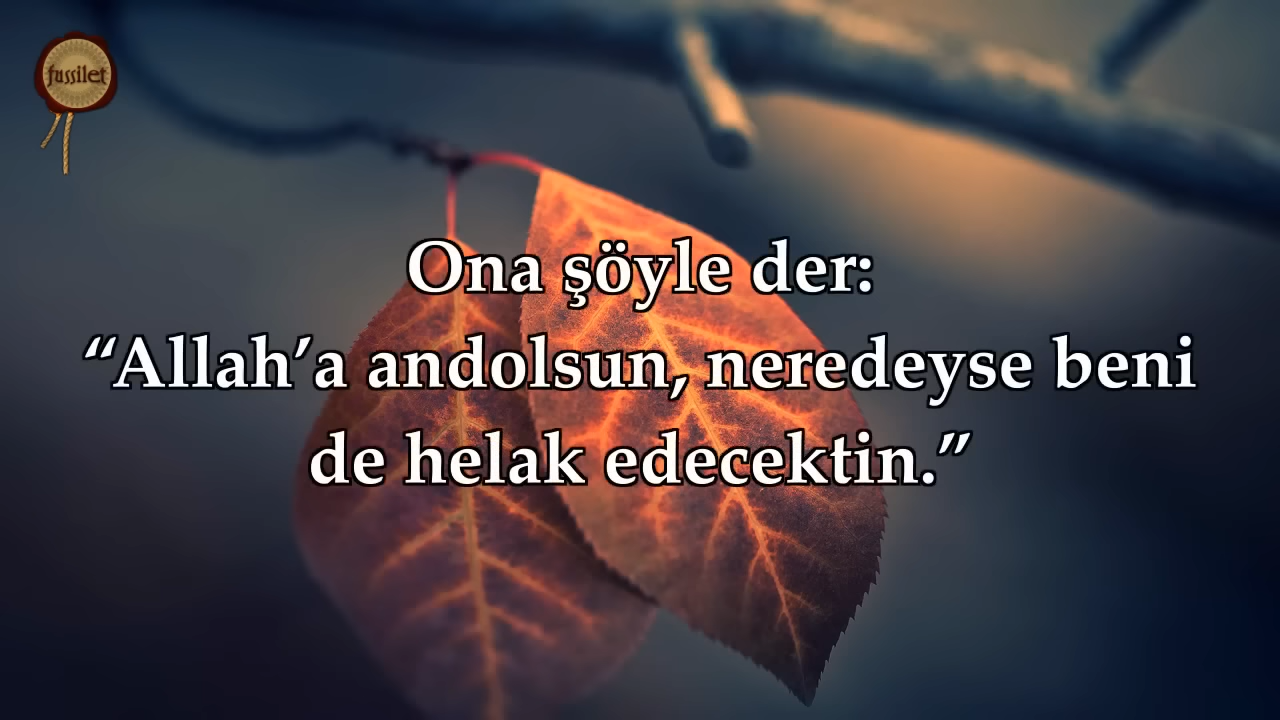 fussilet
Ona şöyle der:
“Allah’a andolsun, neredeyse beni
de helak edecektin.”